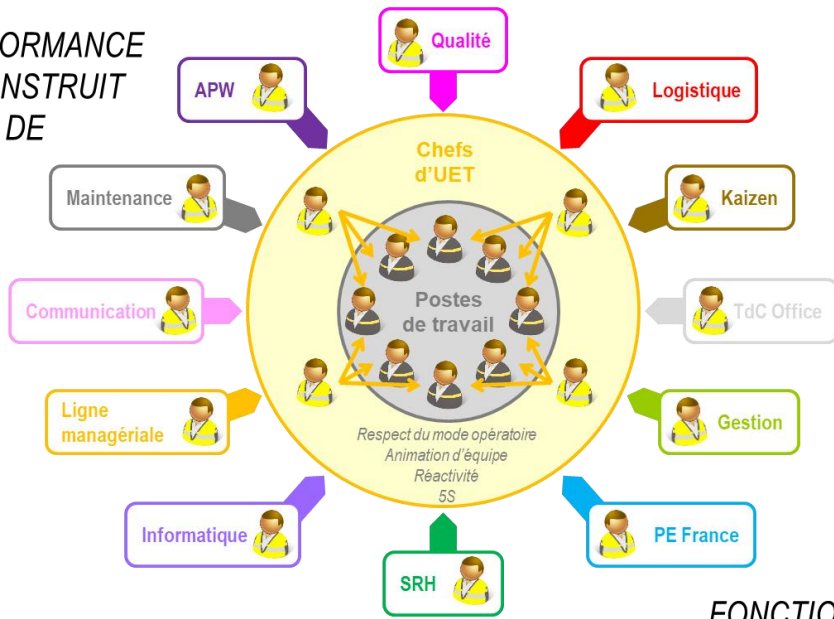 ORMANCE
NSTRUIT
DE
Qualité
APW
Logistique
Chefs
d'UET
Maintenance
Kaizen
Communication
Postes
de travail
TdC Office
Ligne
managériale
Gestion
Respect du mode opératoire
Animation d'équipe
Réactivité
5S
Informatique
PE France
SRH
FONCTIO